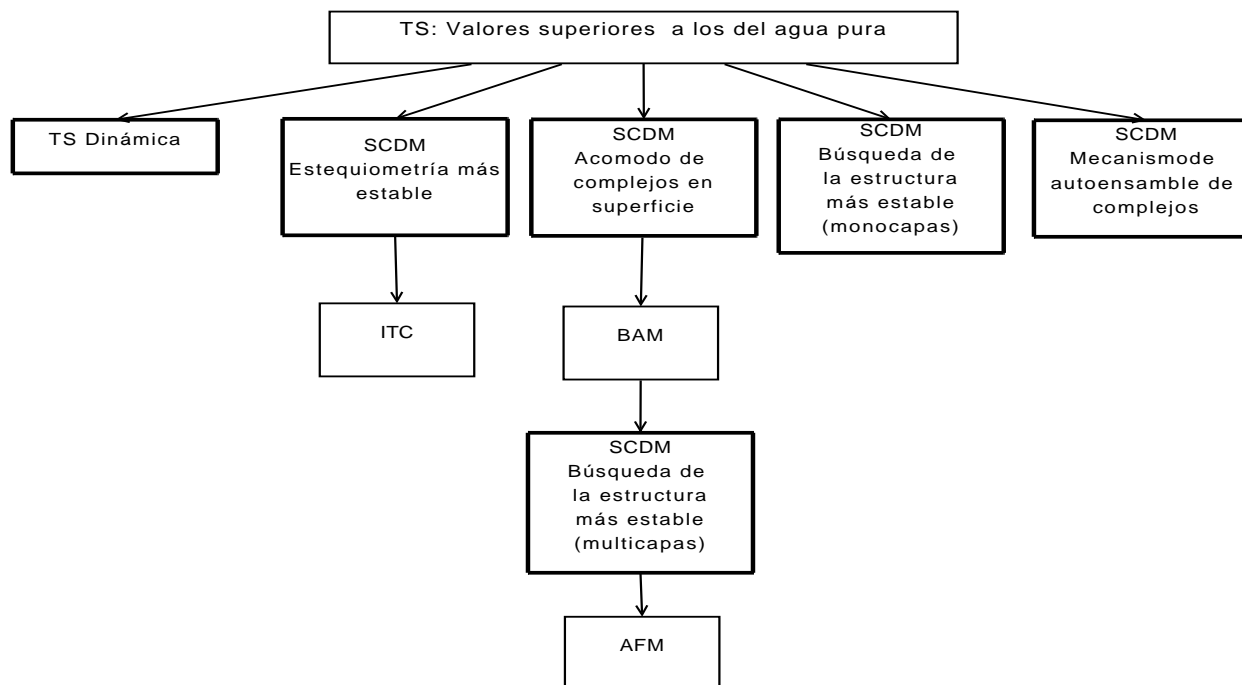 TS: Valores superiores a los del agua pura
TS Dinámica
SCDM
Estequiometría más
estable
SCDM
Acomodo de
complejos en
superficie
SCDM
Búsqueda de
la estructura
más estable
(monocapas)
SCDM
Mecanismode
autoensamble de
complejos
ITC
BAM
SCDM
Búsqueda de
la estructura
más estable
(multicapas)
AFM